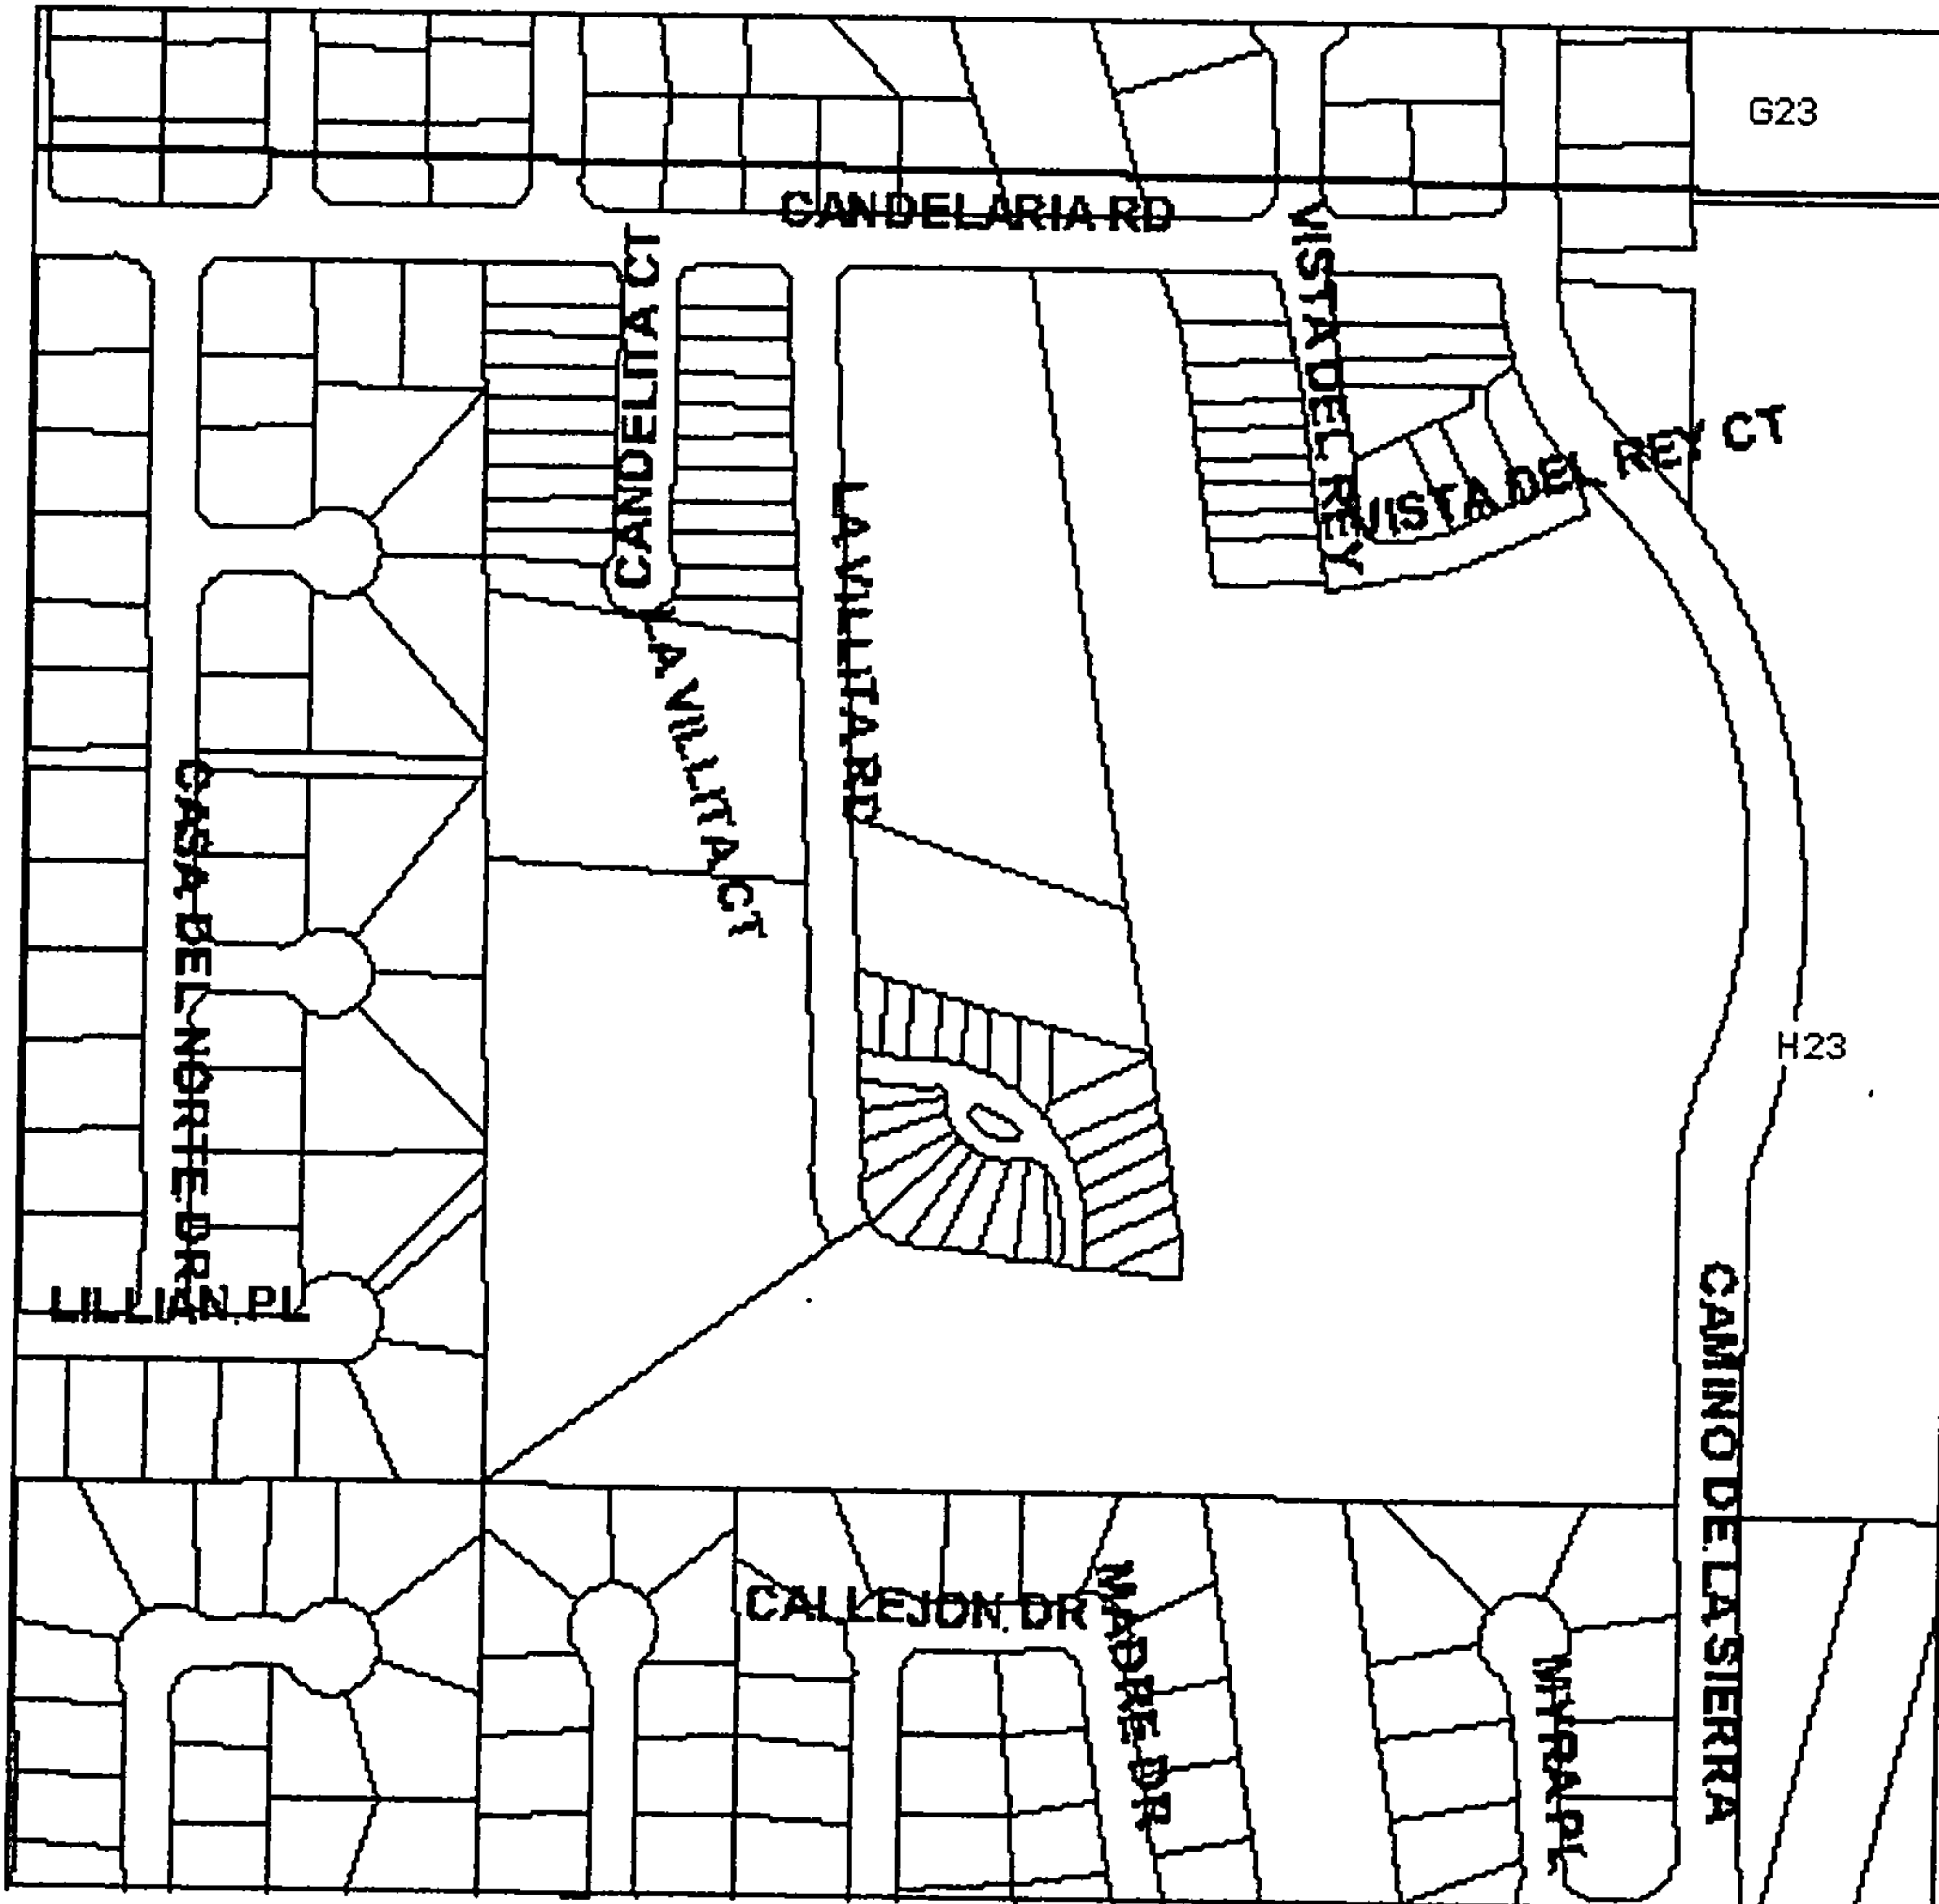 G23
CANDELARIA RD
CANDELITA CT
VISTA DEL REY
VISTA DEL REY CT
LA VILLITA RD
LA VILLITA CT
CASA DEL NORTE DR
H23
LILLIAN PL
CAMINO DE LA SIERRA
CALLEJON DR
MADRE DR
MITRA PL